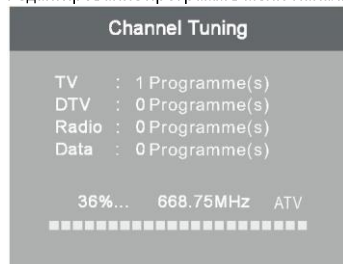 Channel Tuning
TV : 1 Programme(s)
DTV : 0 Programme(s)
Radio : 0 Programme(s)
Data : 0 Programme(s)
36%... 668.75MHz ATV